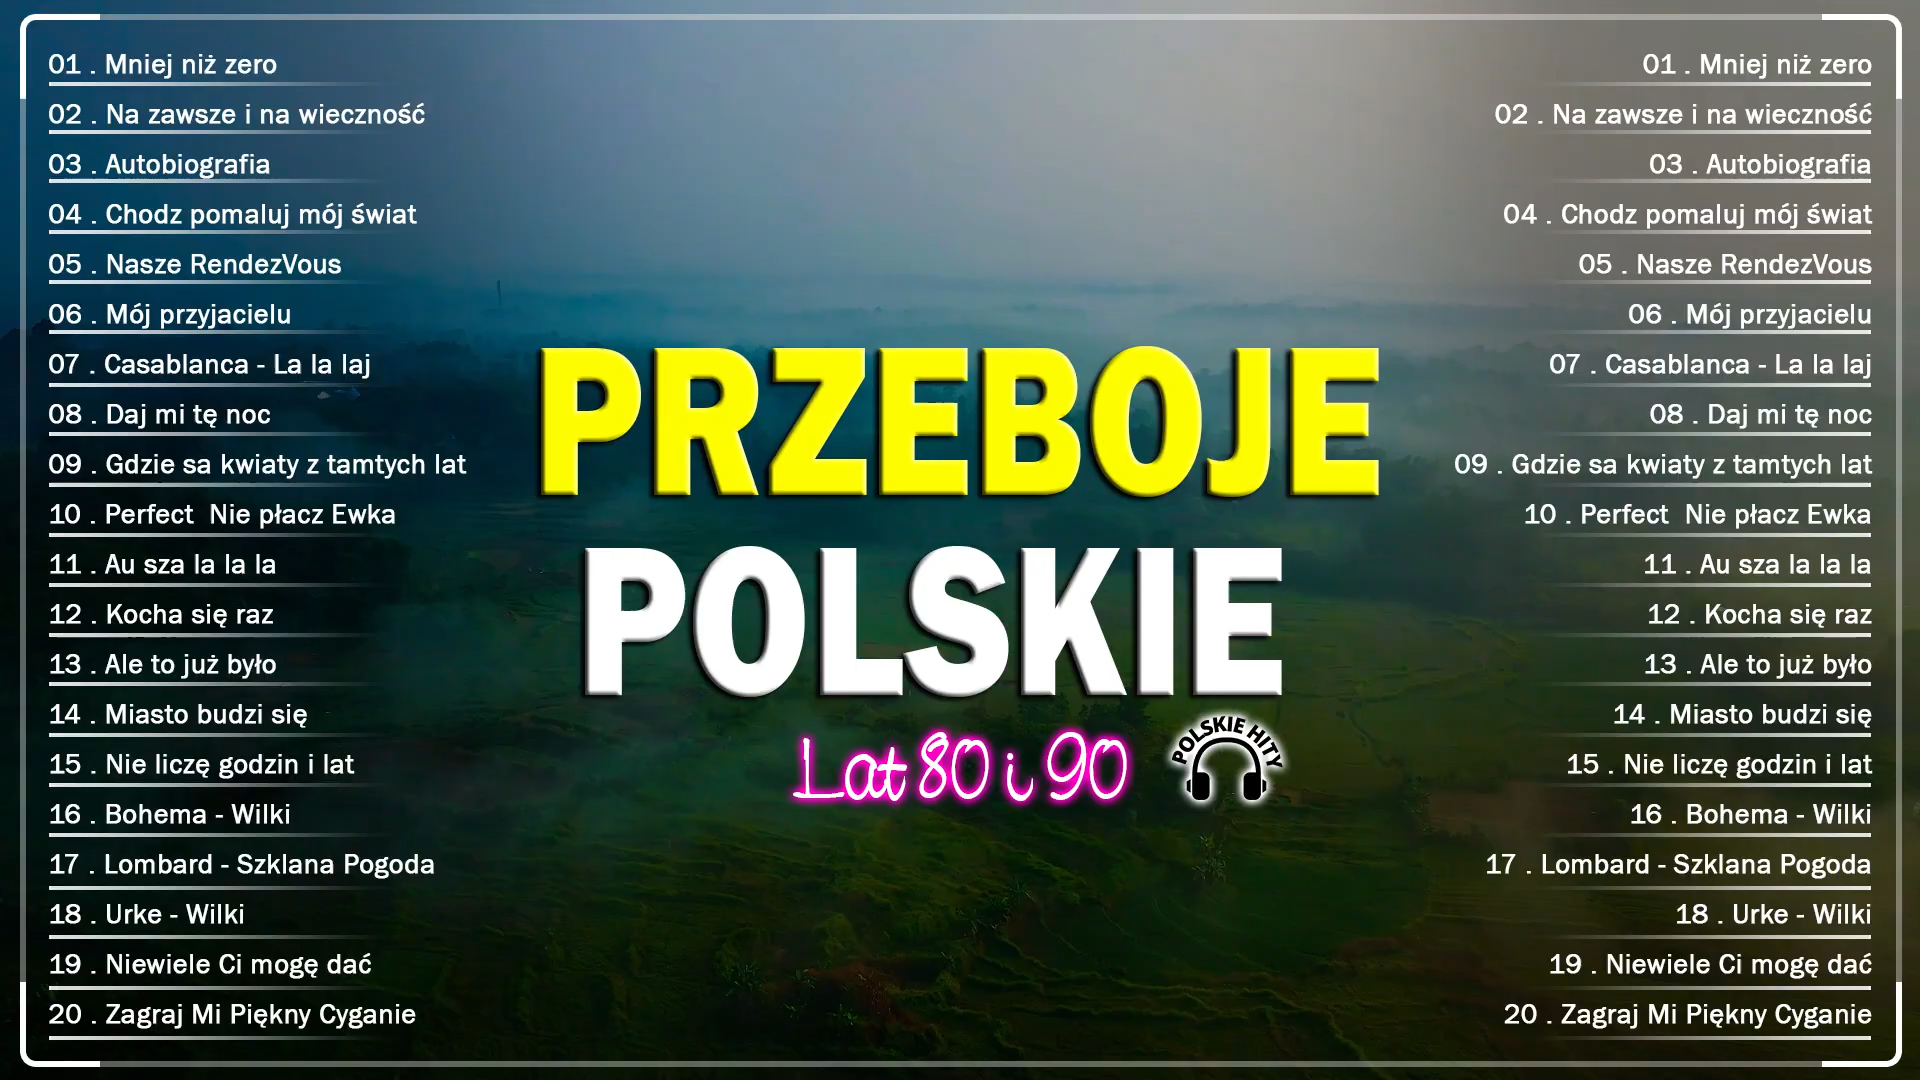 01 . Mniej niż zero
02 . Na zawsze i na wieczność
03 . Autobiografia
04 . Chodz pomaluj mój świat
05 . Nasze RendezVous
06 . Mój przyjacielu
07 . Casablanca - La la laj
08 . Daj mi tę noc
09 . Gdzie sa kwiaty z tamtych lat
10 . Perfect  Nie płacz Ewka
11 . Au sza la la la
12 . Kocha się raz
13 . Ale to już było
14 . Miasto budzi się
15 . Nie liczę godzin i lat
16 . Bohema - Wilki
17 . Lombard - Szklana Pogoda
18 . Urke - Wilki
19 . Niewiele Ci mogę dać
20 . Zagraj Mi Piękny Cyganie
PRZEBOJE
POLSKIE
Lat 80 i 90
POLSKIE HITY
01 . Mniej niż zero
02 . Na zawsze i na wieczność
03 . Autobiografia
04 . Chodz pomaluj mój świat
05 . Nasze RendezVous
06 . Mój przyjacielu
07 . Casablanca - La la laj
08 . Daj mi tę noc
09 . Gdzie sa kwiaty z tamtych lat
10 . Perfect  Nie płacz Ewka
11 . Au sza la la la
12 . Kocha się raz
13 . Ale to już było
14 . Miasto budzi się
15 . Nie liczę godzin i lat
16 . Bohema - Wilki
17 . Lombard - Szklana Pogoda
18 . Urke - Wilki
19 . Niewiele Ci mogę dać
20 . Zagraj Mi Piękny Cyganie